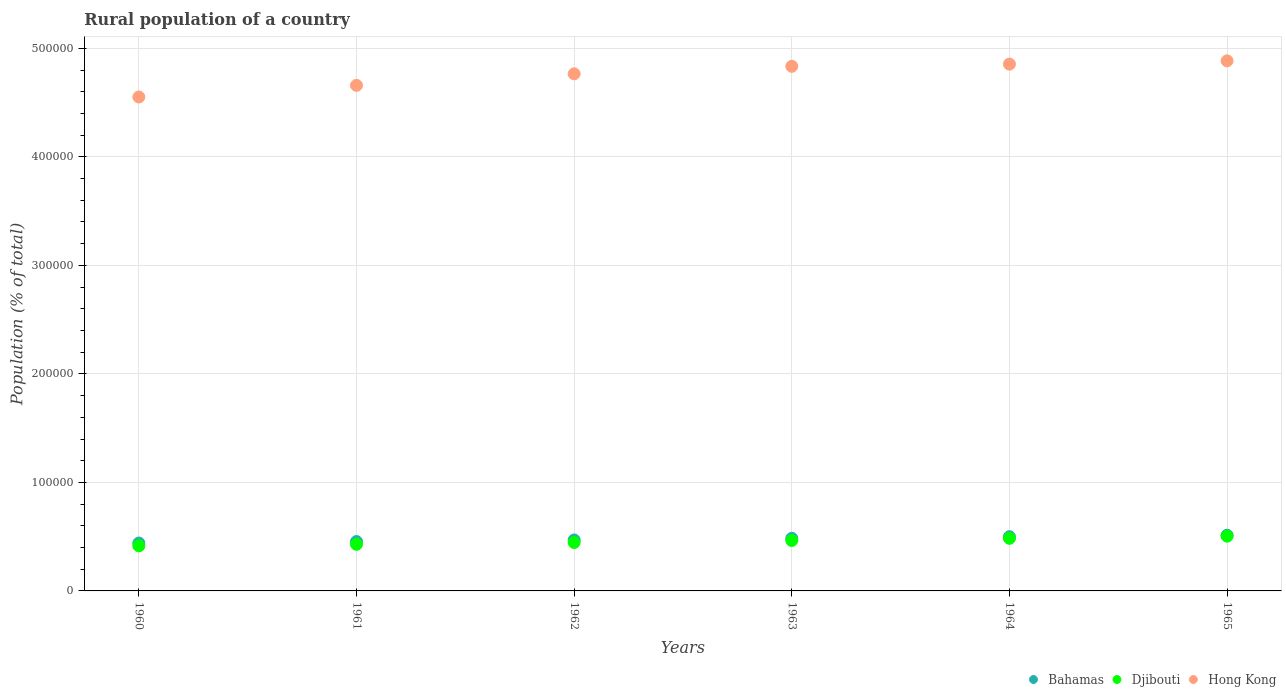 Rural population of a country
Population (% of total)
500000
400000
300000
200000
100000
0
1960
1961
1962
1963
1964
1965
Years
Bahamas
Djibouti
Hong Kong